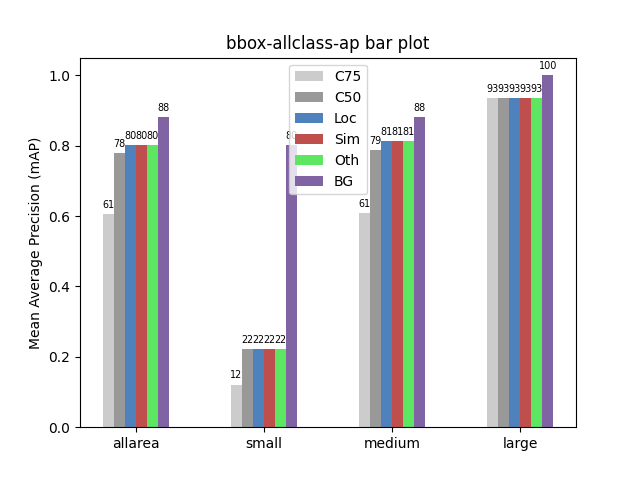 bbox-allclass-ap bar plot
Mean Average Precision (mAP)
1.0
0.8
0.6
0.4
0.2
0.0
61 78 80 80 80 88
12 22 22 22 22 80
61 79 81 81 81 88
93 93 93 93 93 100
C75
C50
Loc
Sim
Oth
BG
allarea small medium large